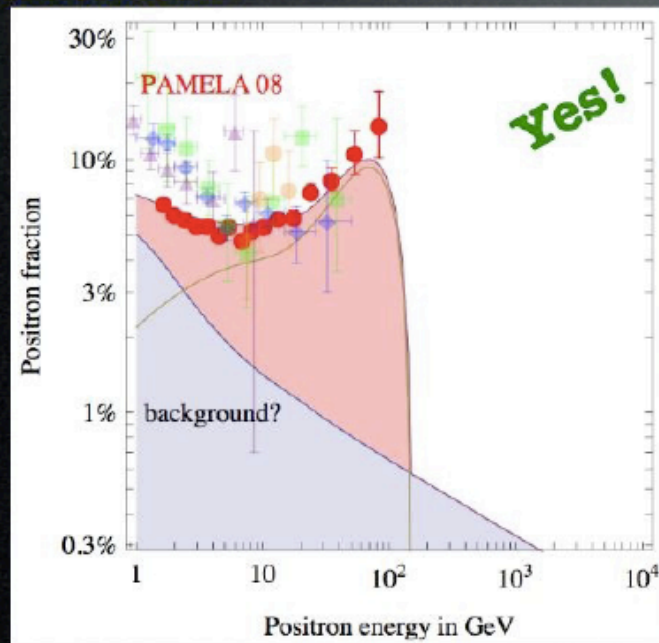 30%
PAMELA 08
Yes!
10%
3%
1%
background?
0.3%
1
10
10²
10³
10⁴
Positron fraction
Positron energy in GeV